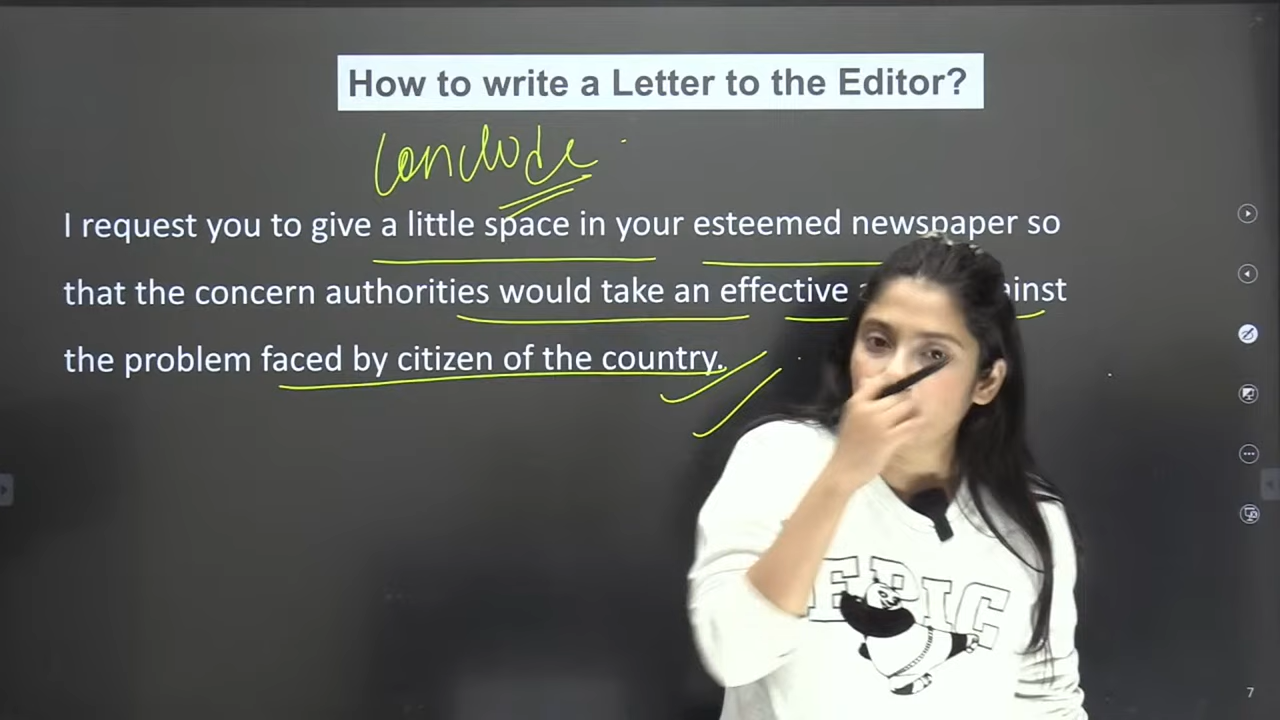 How to write a Letter to the Editor?
Conclude
I request you to give a little space in your esteemed newspaper so
that the concern authorities would take an effective ainst
the problem faced by citizen of the country.
EPIC
7